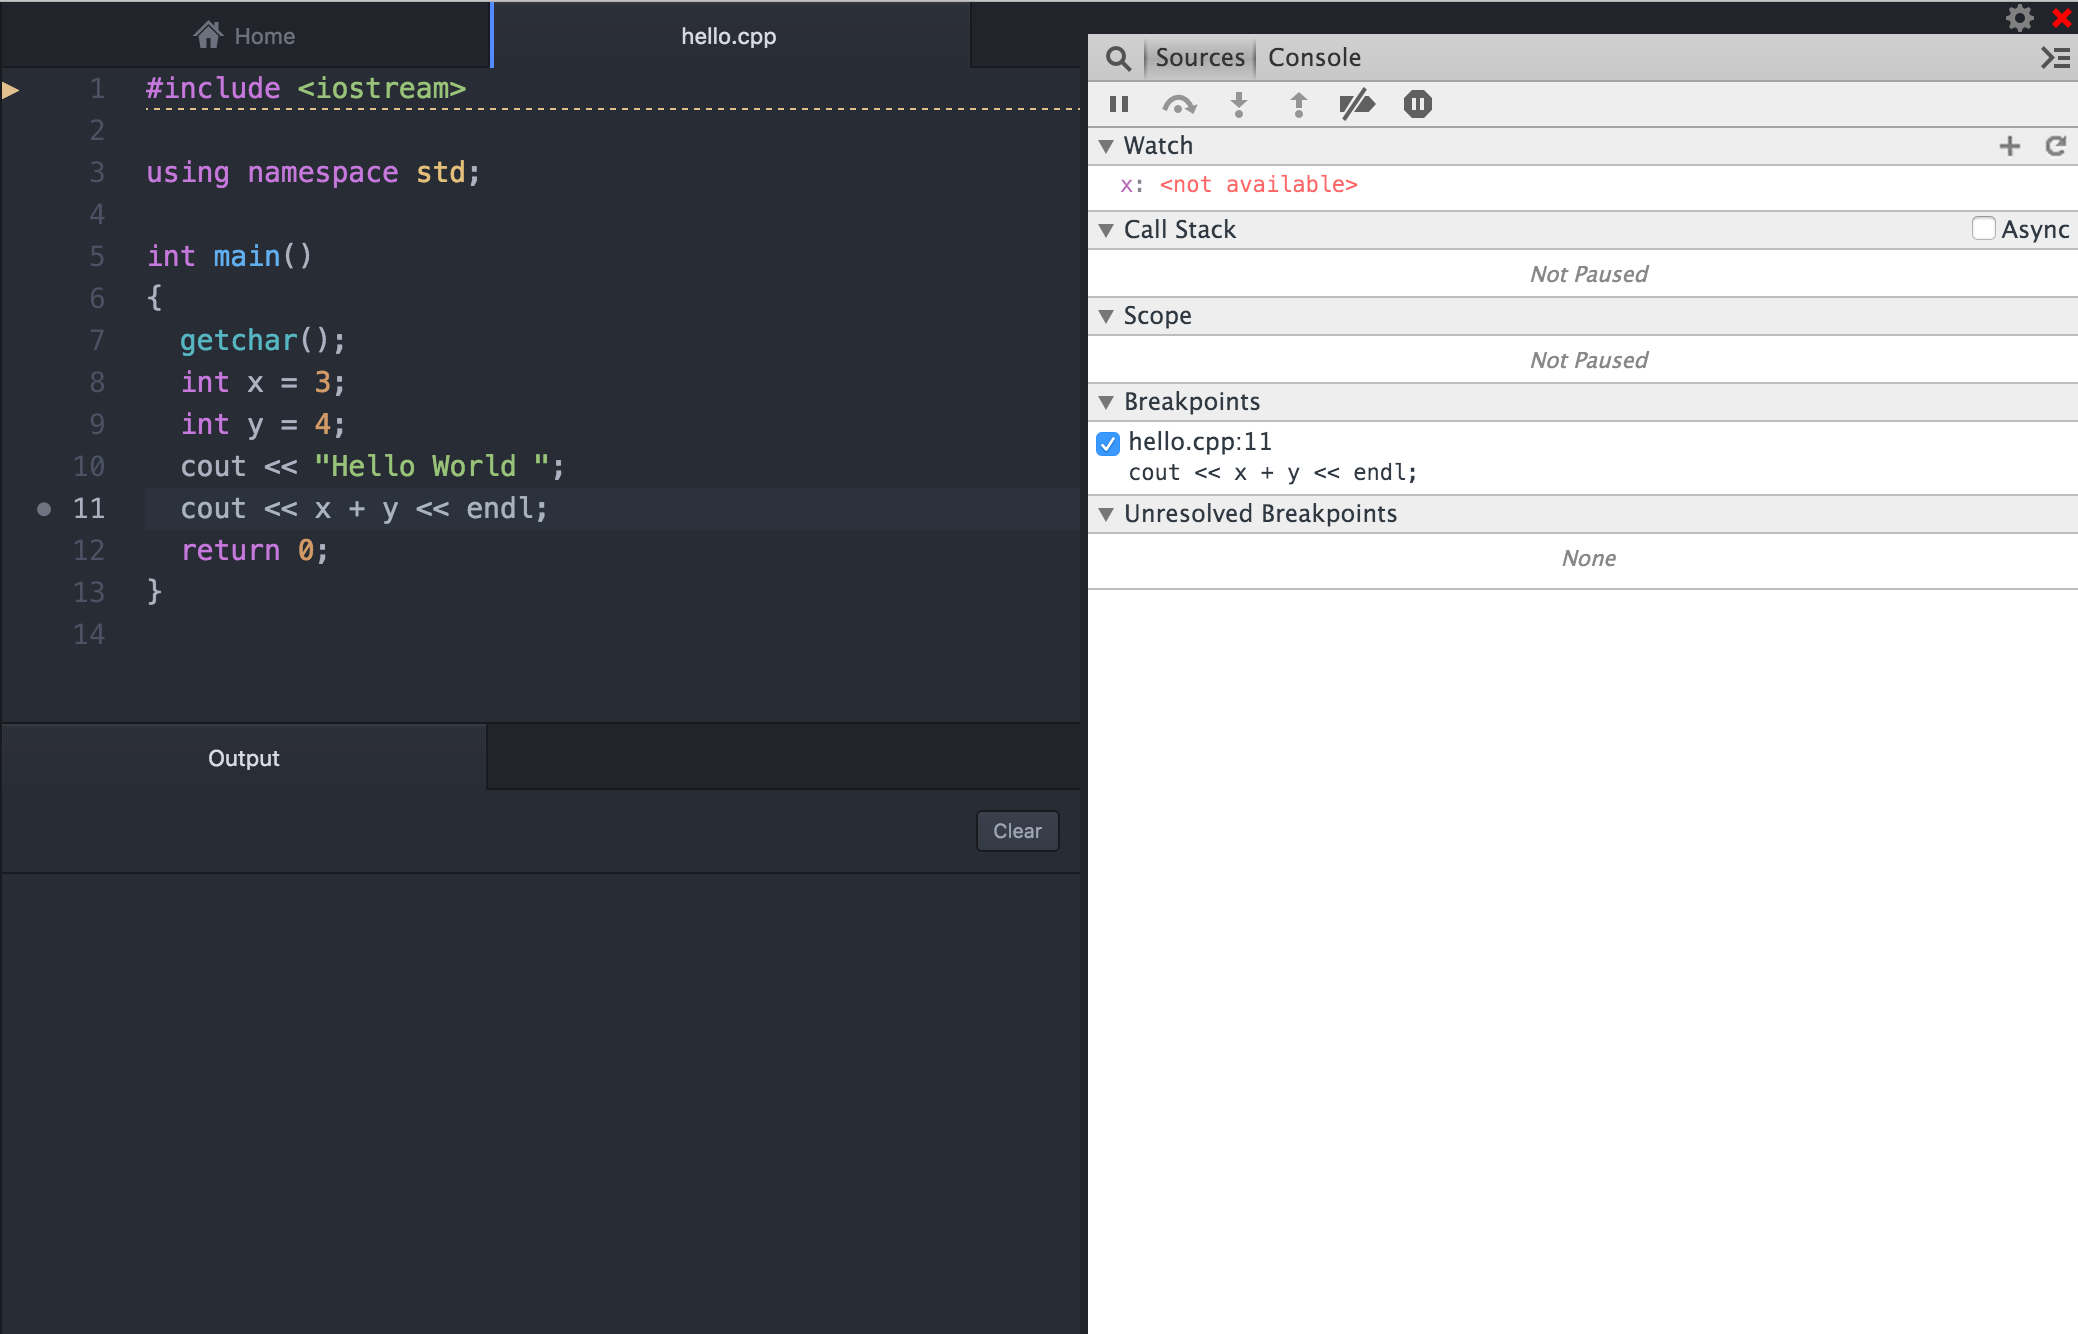 Home
hello.cpp
1 #include <iostream>
2
3 using namespace std;
4
5 int main()
6 {
7   getchar();
8   int x = 3;
9   int y = 4;
10   cout << "Hello World ";
11   cout << x + y << endl;
12   return 0;
13 }
14
Output
Clear
Sources Console
Watch
x: <not available>
Call Stack Async
Not Paused
Scope
Not Paused
Breakpoints
hello.cpp:11
cout << x + y << endl;
Unresolved Breakpoints
None